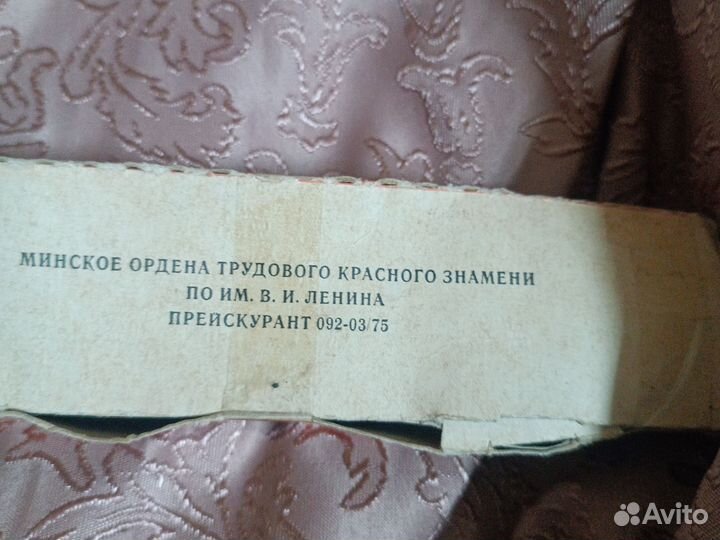 МИНСКОЕ ОРДЕНА ТРУДОВОГО КРАСНОГО ЗНАМЕНИ
ПО ИМ. В. И. ЛЕНИНА
ПРЕЙСКУРАНТ 092-03/75
Avito